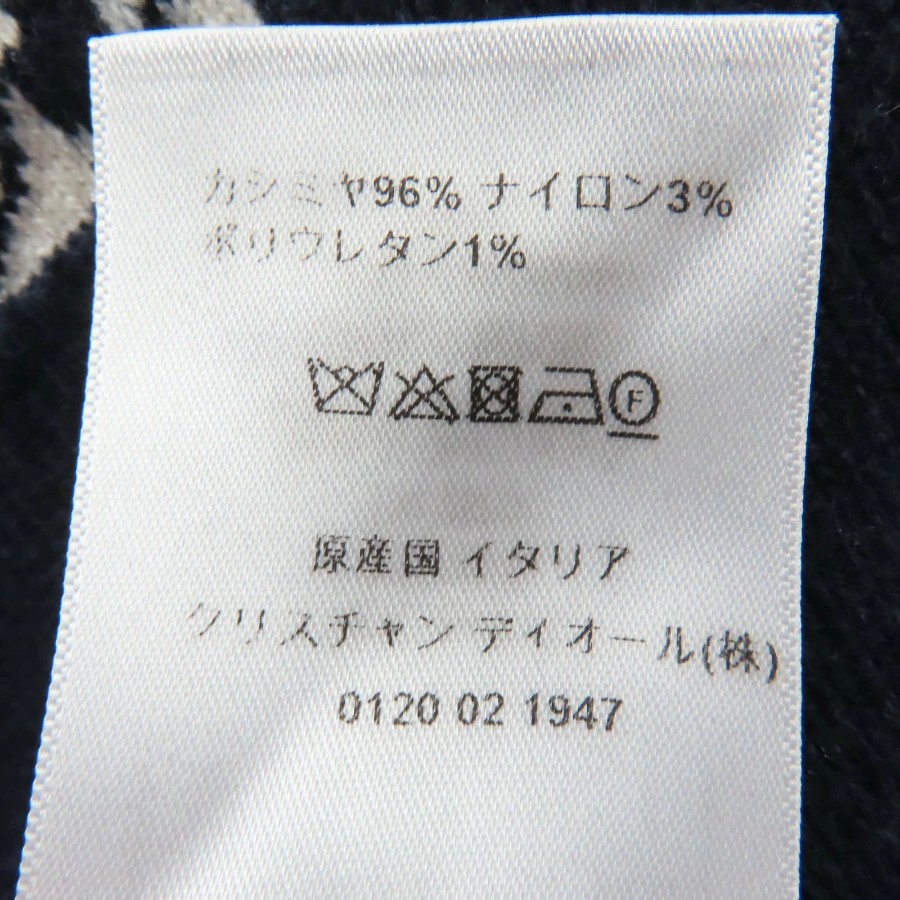 カシミヤ96% ナイロン3%
ポリウレタン1%
F
原産国 イタリア
クリスチャン ディオール(株)
0120 02 1947